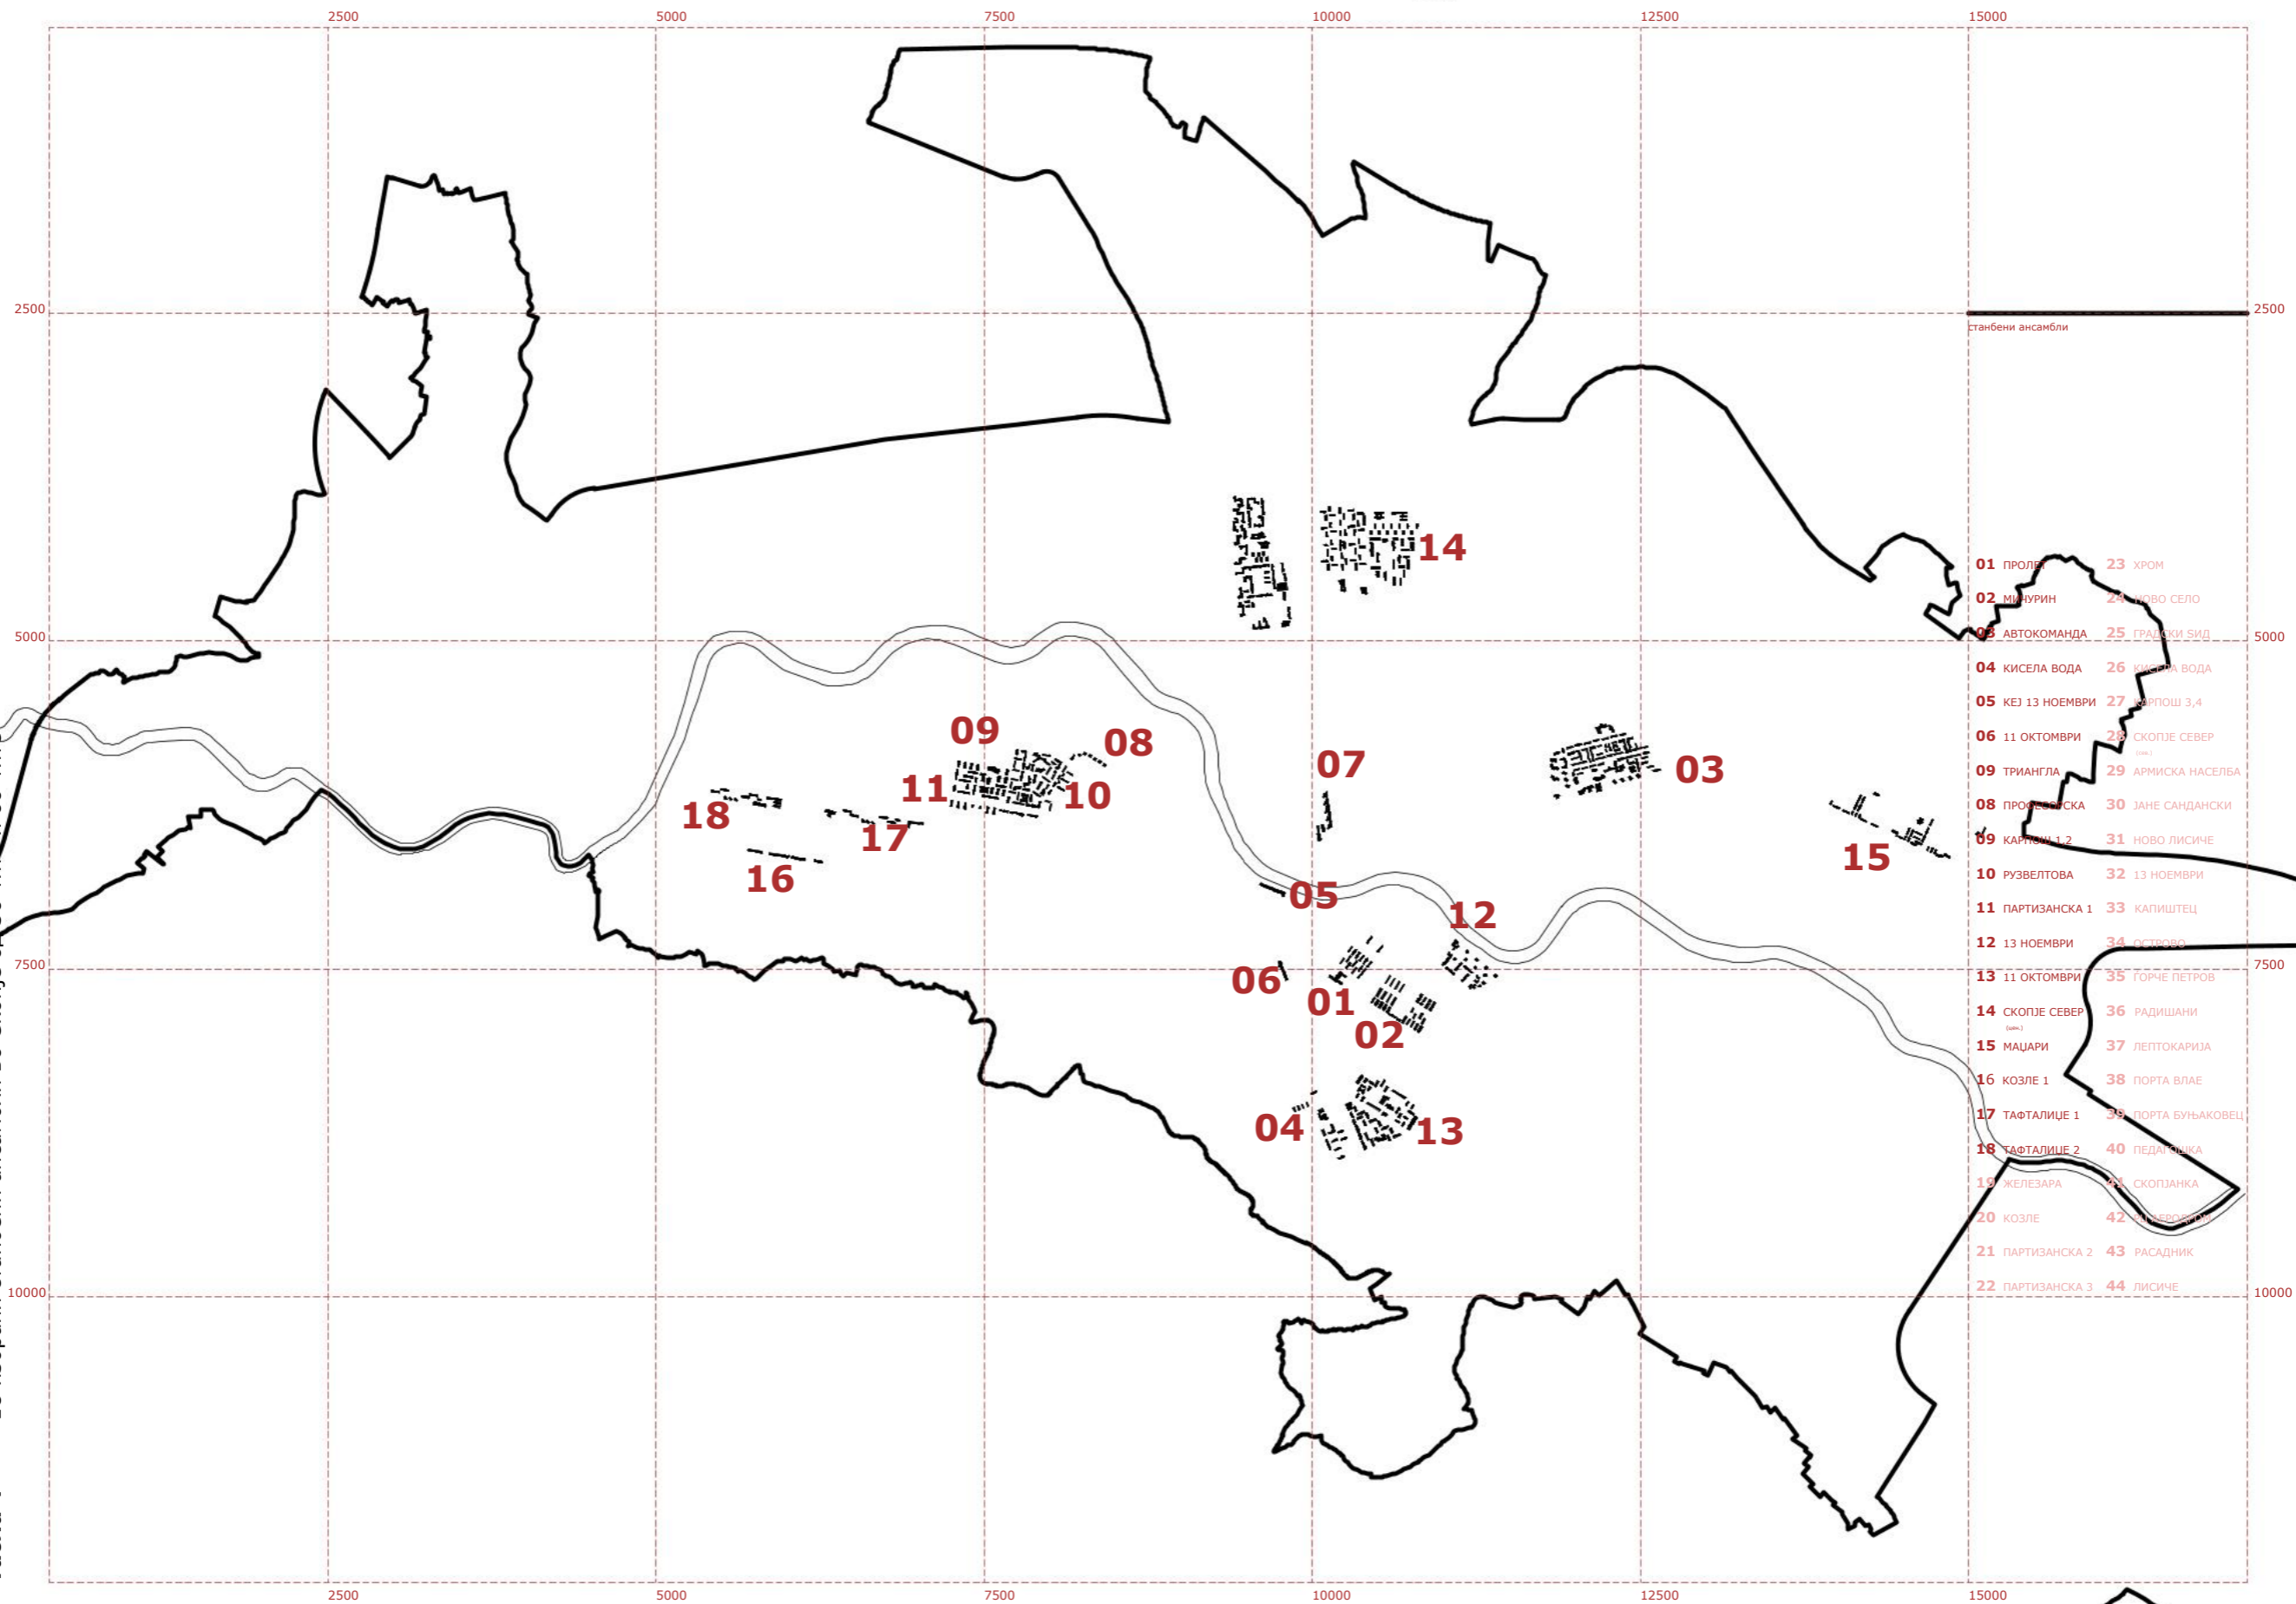 2500 5000 7500 10000 12500 15000
2500 2500
станбени ансамбли
14
01 ПРОЛЕТ 23 ХРОМ
02 МИЧУРИН 24 НОВО СЕЛО
5000 03 АВТОКОМАНДА 25 ГРАДСКИ ЅИД 5000
04 КИСЕЛА ВОДА 26 КИСЕЛА ВОДА
05 КЕЈ 13 НОЕМВРИ 27 КАРПОШ 3,4
06 11 ОКТОМВРИ 28 СКОПЈЕ СЕВЕР
09 ТРИАНГЛА 29 АРМИСКА НАСЕЛБА
08 ПРОФЕСОРСКА 30 ЈАНЕ САНДАНСКИ
09 КАРПОШ 1,2 31 НОВО ЛИСИЧЕ
10 РУЗВЕЛТОВА 32 13 НОЕМВРИ
11 ПАРТИЗАНСКА 1 33 КАПИШТЕЦ
12 13 НОЕМВРИ 34 ОСТРОВО
13 11 ОКТОМВРИ 35 ЃОРЧЕ ПЕТРОВ
14 СКОПЈЕ СЕВЕР 36 РАДИШАНИ
15 МАЏАРИ 37 ЛЕПТОКАРИЈА
16 КОЗЛЕ 1 38 ПОРТА ВЛАЕ
17 ТАФТАЛИЏЕ 1 39 ПОРТА БУЊАКОВЕЦ
18 ТАФТАЛИЏЕ 2 40 ПЕДАГОШКА
19 ЖЕЛЕЗАРА 41 СКОПЈАНКА
20 КОЗЛЕ 42 АЕРОДРОМ
21 ПАРТИЗАНСКА 2 43 РАСАДНИК
22 ПАРТИЗАНСКА 3 44 ЛИСИЧЕ
09 08
07
03
11 10
18
17
15
16
05
12
7500 7500
06
01
02
04 13
10000 10000
2500 5000 7500 10000 12500 15000